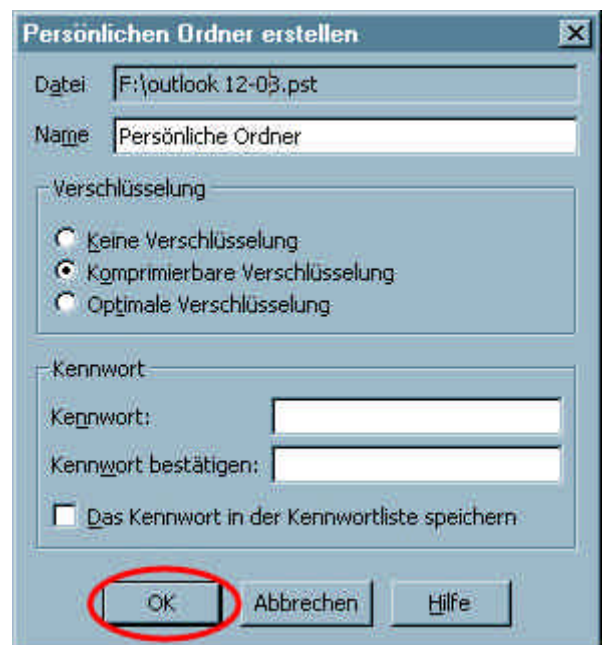 Persönlichen Ordner erstellen
Datei F:\outlook 12-03.pst
Name Persönliche Ordner
Verschlüsselung
Keine Verschlüsselung
Komprimierbare Verschlüsselung
Optimale Verschlüsselung
Kennwort
Kennwort:
Kennwort bestätigen:
Das Kennwort in der Kennwortliste speichern
OK Abbrechen Hilfe